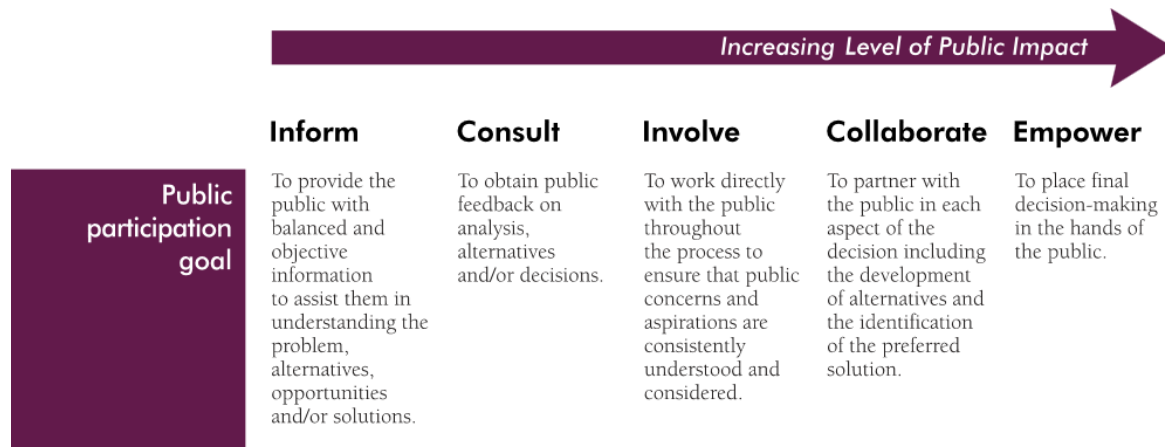 Increasing Level of Public Impact
Inform
Consult
Involve
Collaborate
Empower
Public
participation
goal
To provide the
public with
balanced and
objective
information
to assist them in
understanding the
problem,
alternatives,
opportunities
and/or solutions.
To obtain public
feedback on
analysis,
alternatives
and/or decisions.
To work directly
with the public
throughout
the process to
ensure that public
concerns and
aspirations are
consistently
understood and
considered.
To partner with
the public in each
aspect of the
decision including
the development
of alternatives and
the identification
of the preferred
solution.
To place final
decision-making
in the hands of
the public.